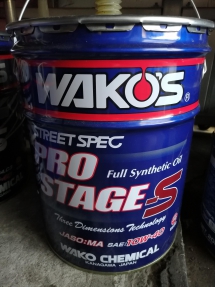 WAKO'S®
STREET SPEC
PRO
Full Synthetic Oil
STAGE-S
Three Dimensions Technology
JASO:MA SAE:10W-40
WAKO CHEMICAL
KANAGAWA JAPAN